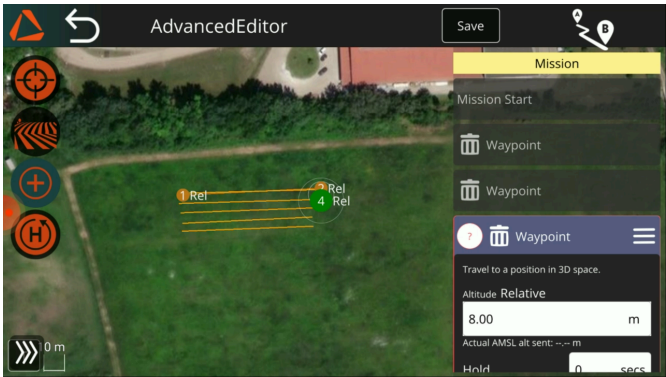 AdvancedEditor
Save
A
B
Mission
Mission Start
Waypoint
Waypoint
? Waypoint
Travel to a position in 3D space.
Altitude Relative
8.00 m
Actual AMSL alt sent: --.-- m
Hold 0 secs
1 Rel
Rel
4 Rel
H
0 m